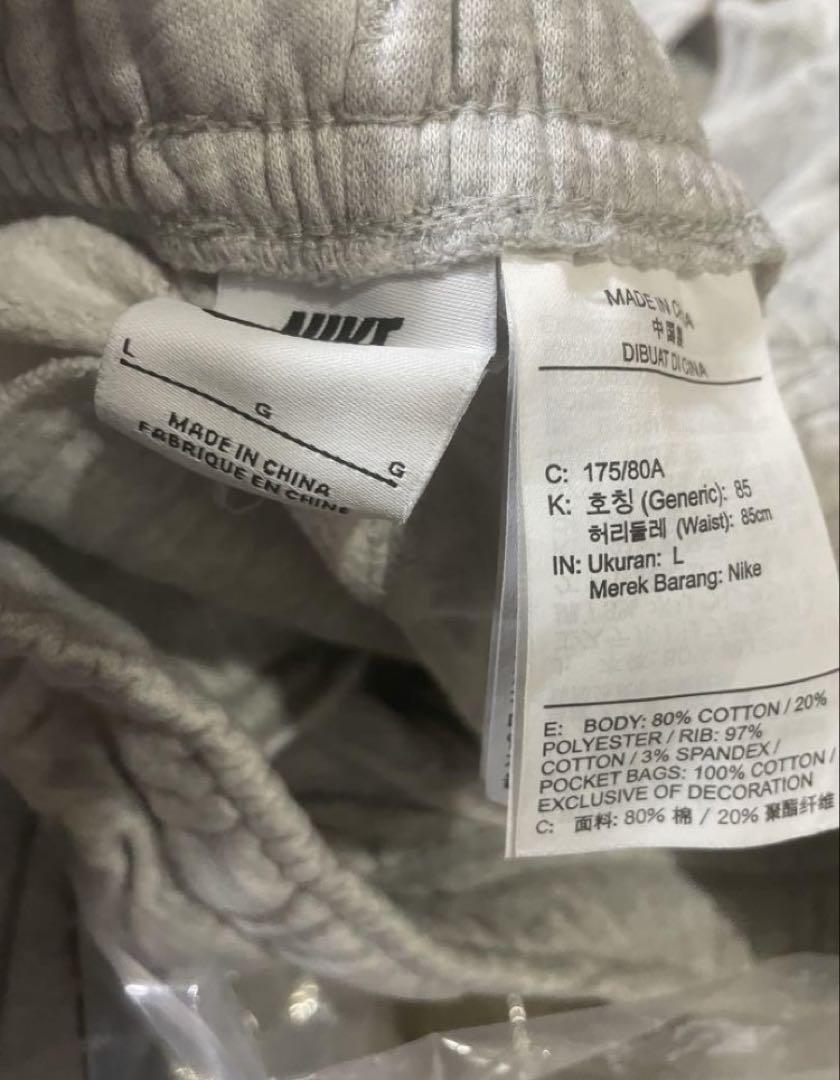 NIKE
L
G
G
MADE IN CHINA
FABRIQUE EN CHINE
MADE IN CHINA
中国製
DIBUAT DI CINA
C: 175/80A
K: 호칭 (Generic): 85
허리둘레 (Waist): 85cm
IN: Ukuran: L
Merek Barang: Nike
E: BODY: 80% COTTON / 20%
POLYESTER / RIB: 97%
COTTON / 3% SPANDEX /
POCKET BAGS: 100% COTTON /
EXCLUSIVE OF DECORATION
C: 面料: 80% 棉 / 20% 聚酯纤维